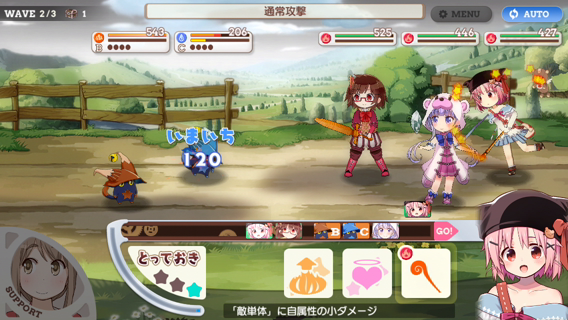 WAVE 2/3 1
通常攻撃
MENU
AUTO
543
B
206
C
525
446
427
いまいち
120
B
C
GO!
とっておき
SUPPORT
「敵単体」に自属性の小ダメージ